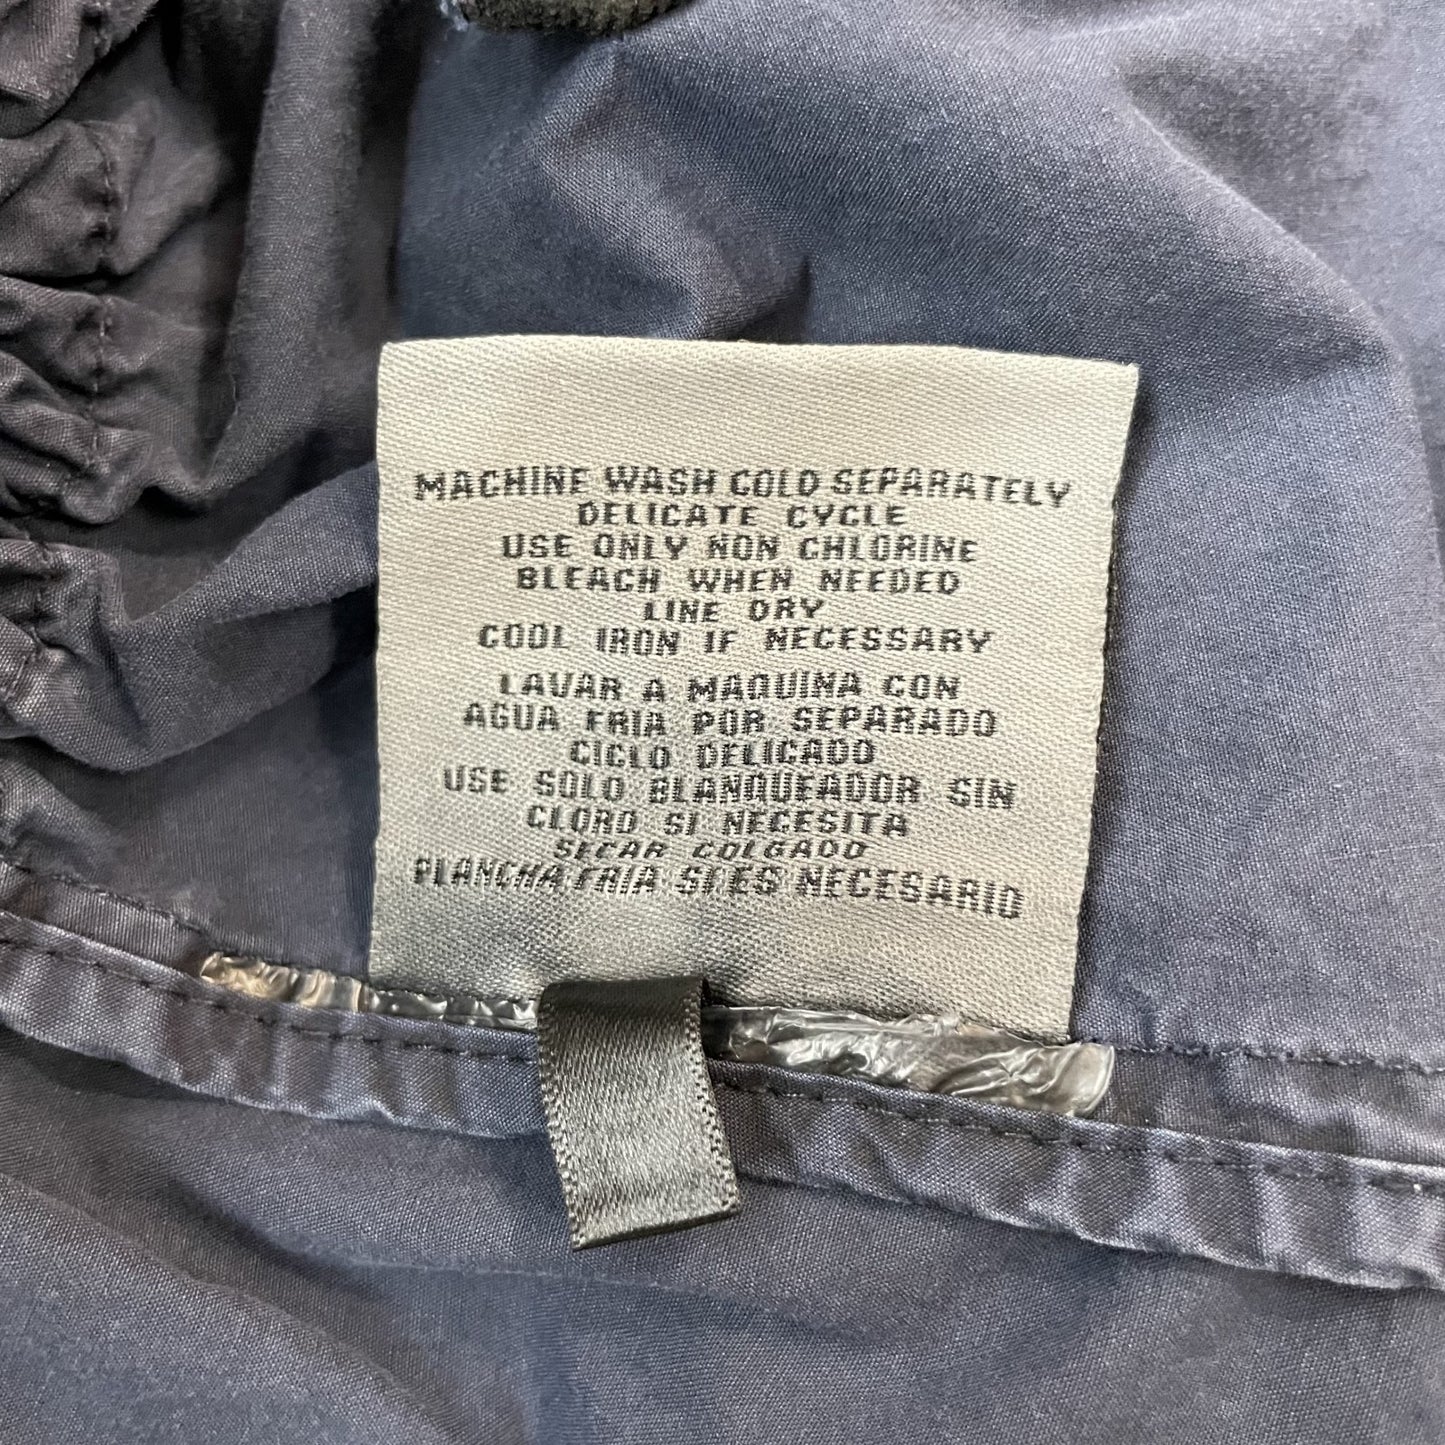 MACHINE WASH COLD SEPARATELY
DELICATE CYCLE
USE ONLY NON CHLORINE
BLEACH WHEN NEEDED
LINE DRY
COOL IRON IF NECESSARY
LAVAR A MAQUINA CON
AGUA FRIA POR SEPARADO
CICLO DELICADO
USE SOLO BLANQUEADOR SIN
CLORO SI NECESITA
SECAR COLGADO
PLANCHA FRIA SI ES NECESARIO